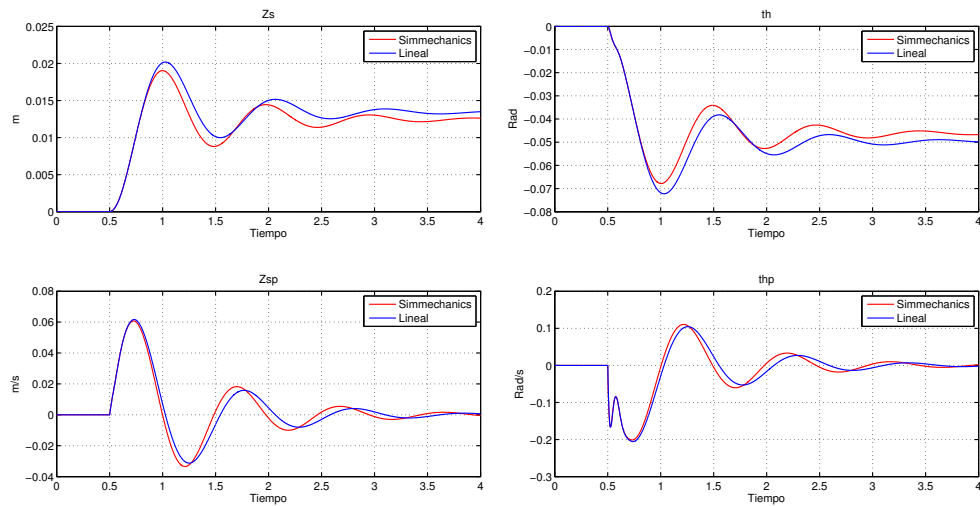 Zs
0.025
0.02
0.015
0.01
0.005
0
m
Simmechanics
Lineal
0 0.5 1 1.5 2 2.5 3 3.5 4
Tiempo
th
0
−0.01
−0.02
−0.03
−0.04
−0.05
−0.06
−0.07
−0.08
Rad
Simmechanics
Lineal
0 0.5 1 1.5 2 2.5 3 3.5 4
Tiempo
Zsp
0.08
0.06
0.04
0.02
0
−0.02
−0.04
m/s
Simmechanics
Lineal
0 0.5 1 1.5 2 2.5 3 3.5 4
Tiempo
thp
0.2
0.1
0
−0.1
−0.2
−0.3
Rad/s
Simmechanics
Lineal
0 0.5 1 1.5 2 2.5 3 3.5 4
Tiempo